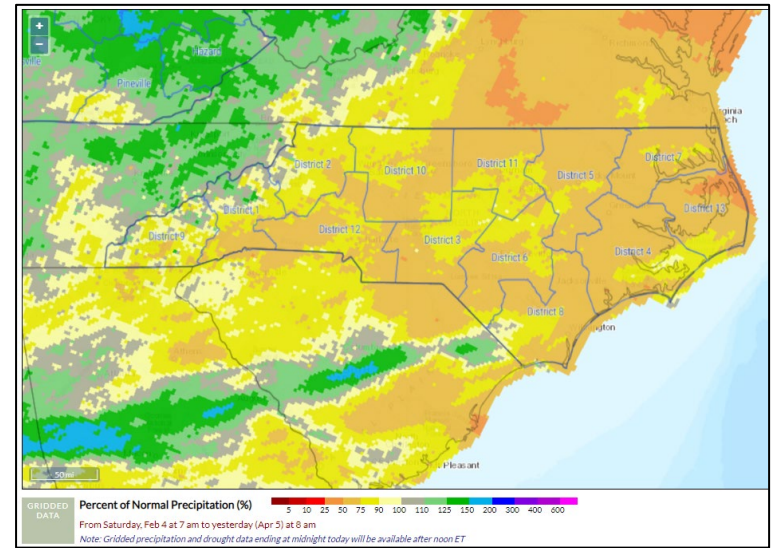 +
−
ville
Hazard
Pineville
Virginia
ch
District 2
District 10
District 11
District 5
District 7
District 1
District 13
District 9
District 12
District 3
District 6
District 4
District 8
ngton
Pleasant
50 mi
GRIDDED DATA
Percent of Normal Precipitation (%)
5 10 25 50 75 90 100 110 125 150 200 300 400 600
From Saturday, Feb 4 at 7 am to yesterday (Apr 5) at 8 am
Note: Gridded precipitation and drought data ending at midnight today will be available after noon ET